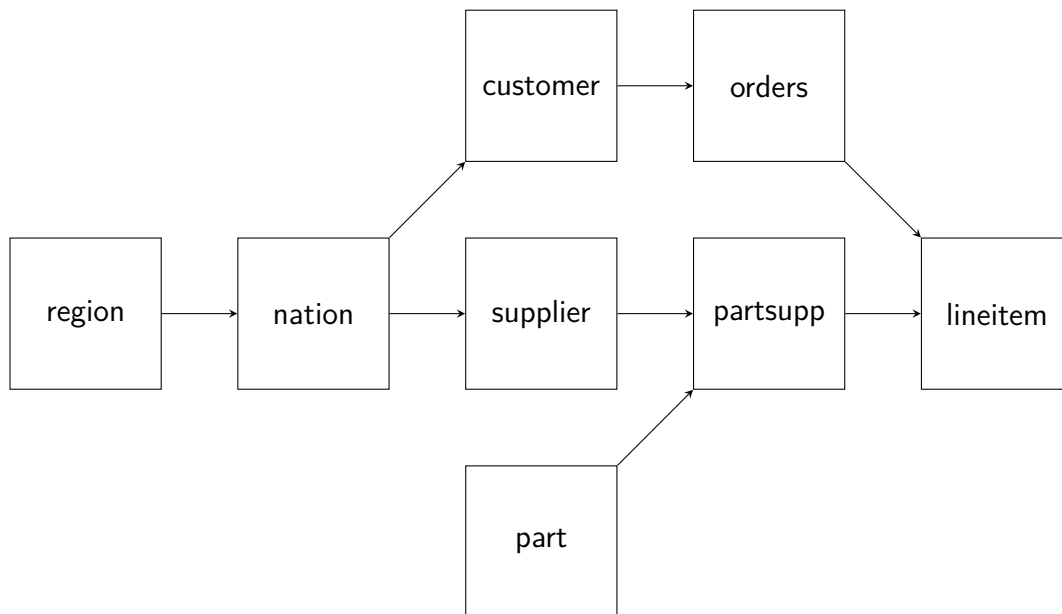 customer
orders
region
nation
supplier
partsupp
lineitem
part